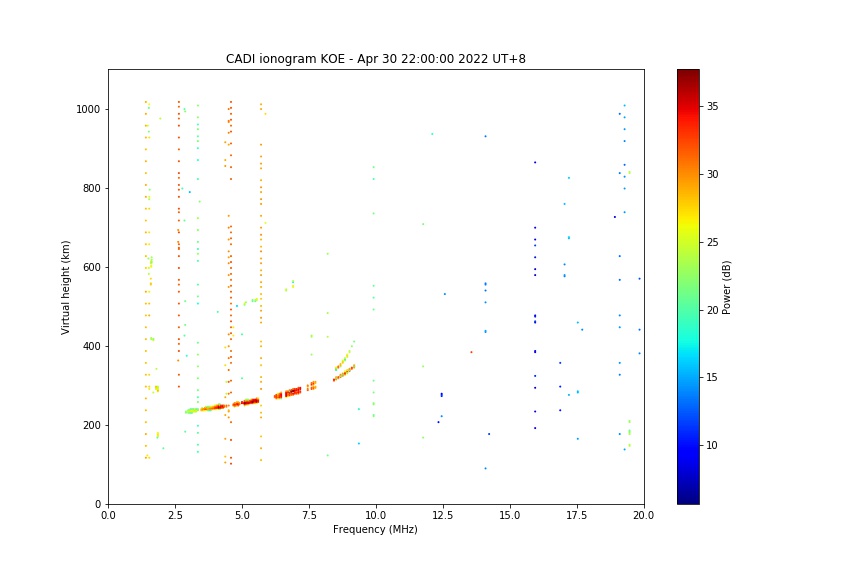 CADI ionogram KOE - Apr 30 22:00:00 2022 UT+8
1000
800
600
400
200
0
Virtual height (km)
0.0 2.5 5.0 7.5 10.0 12.5 15.0 17.5 20.0
Frequency (MHz)
35
30
25
20
15
10
Power (dB)